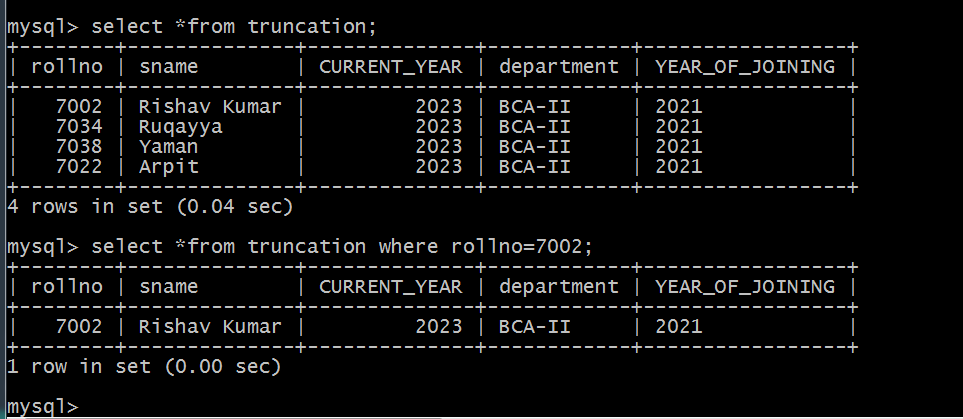 mysql> select *from truncation;
+--------+--------------+--------------+------------+-----------------+
| rollno | sname        | CURRENT_YEAR | department | YEAR_OF_JOINING |
+--------+--------------+--------------+------------+-----------------+
|   7002 | Rishav Kumar |         2023 | BCA-II     | 2021            |
|   7034 | Ruqayya      |         2023 | BCA-II     | 2021            |
|   7038 | Yaman        |         2023 | BCA-II     | 2021            |
|   7022 | Arpit        |         2023 | BCA-II     | 2021            |
+--------+--------------+--------------+------------+-----------------+
4 rows in set (0.04 sec)
mysql> select *from truncation where rollno=7002;
+--------+--------------+--------------+------------+-----------------+
| rollno | sname        | CURRENT_YEAR | department | YEAR_OF_JOINING |
+--------+--------------+--------------+------------+-----------------+
|   7002 | Rishav Kumar |         2023 | BCA-II     | 2021            |
+--------+--------------+--------------+------------+-----------------+
1 row in set (0.00 sec)
mysql>